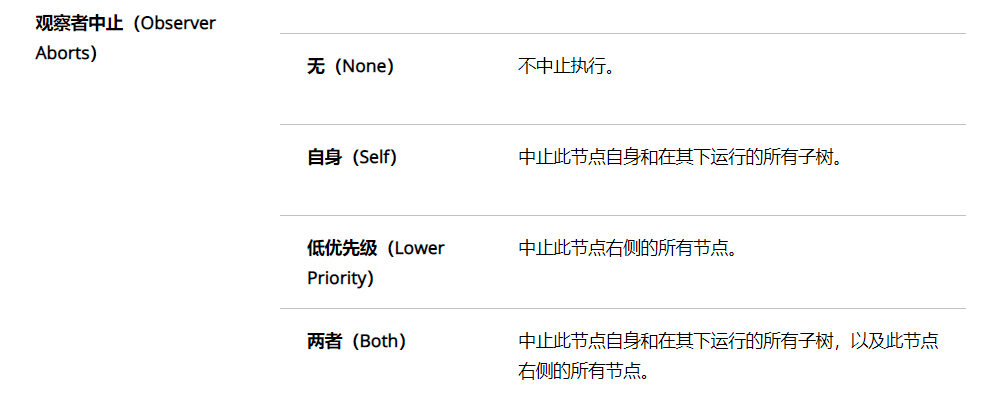 观察者中止（Observer
Aborts）
无（None）
不中止执行。
自身（Self）
中止此节点自身和在其下运行的所有子树。
低优先级（Lower
Priority）
中止此节点右侧的所有节点。
两者（Both）
中止此节点自身和在其下运行的所有子树，以及此节点
右侧的所有节点。